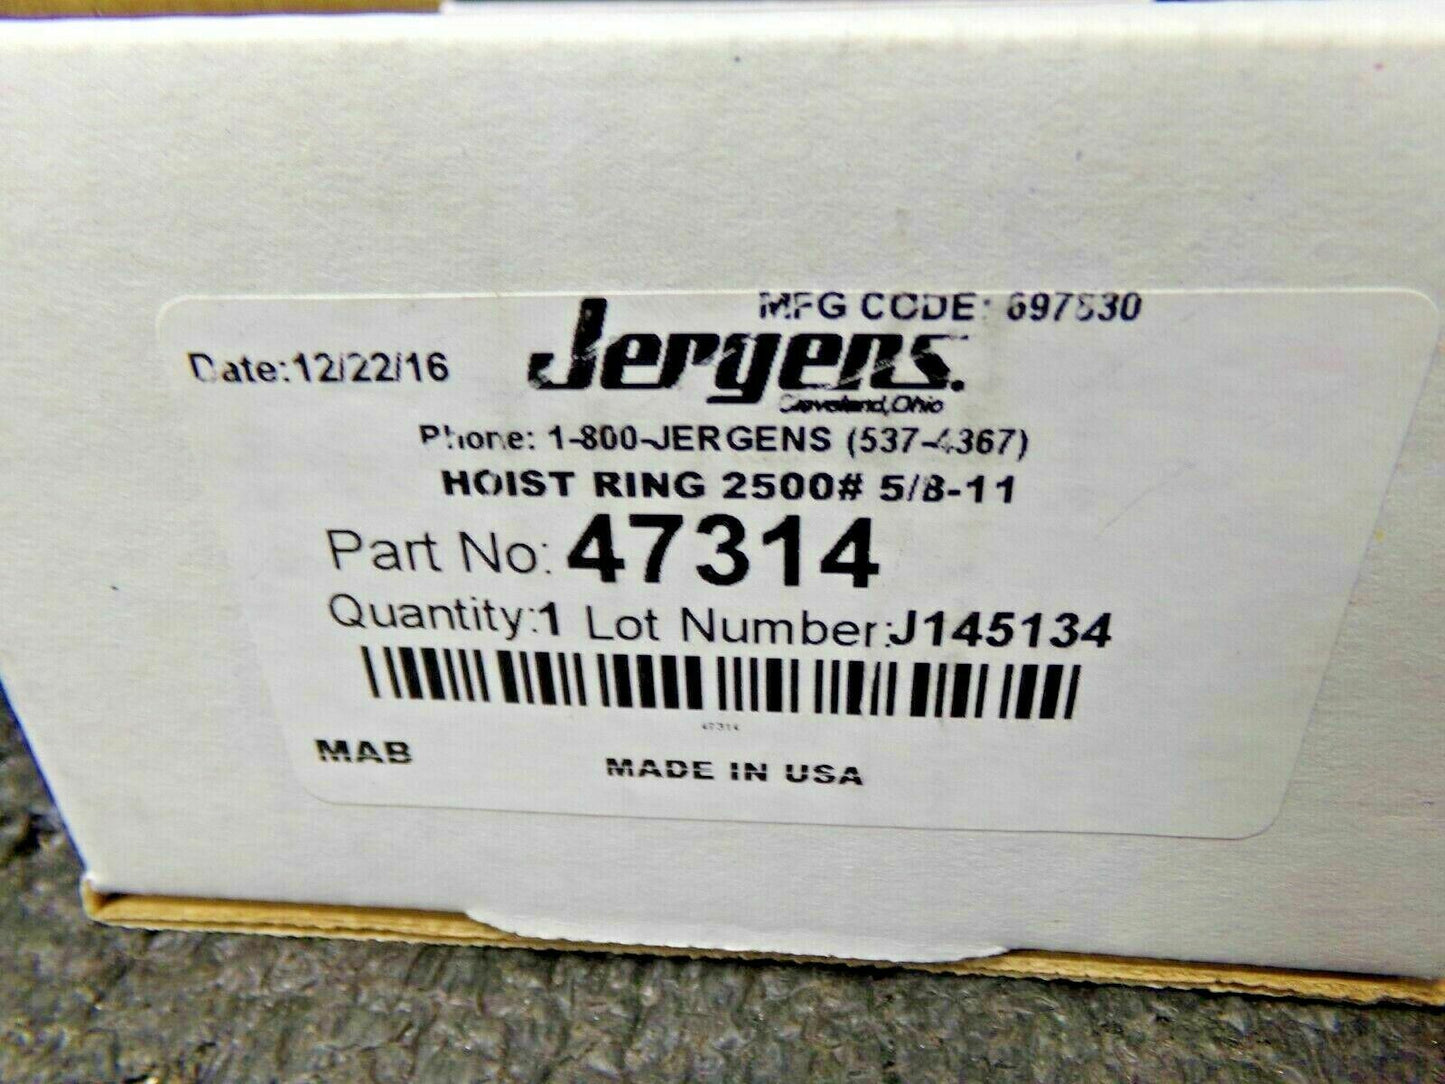 MFG CODE: 697530
Date:12/22/16
Jergens.
Cleveland,Ohio
Phone: 1-800-JERGENS (537-4367)
HOIST RING 2500# 5/8-11
Part No: 47314
Quantity:1 Lot Number:J145134
47314
MAB
MADE IN USA